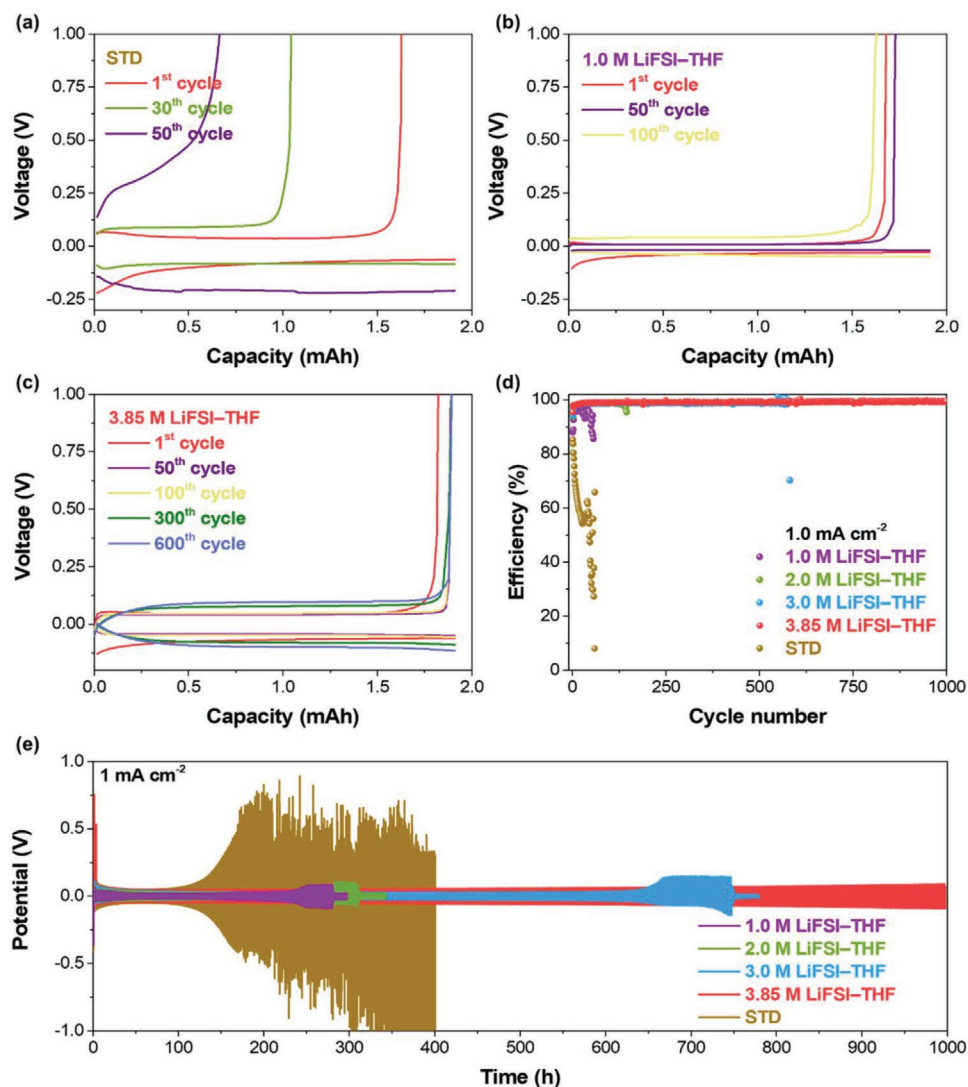 (a)
1.00
0.75
0.50
0.25
0.00
-0.25
Voltage (V)
STD
1st cycle
30th cycle
50th cycle
0.0 0.5 1.0 1.5 2.0
Capacity (mAh)
(b)
1.00
0.75
0.50
0.25
0.00
-0.25
Voltage (V)
1.0 M LiFSI–THF
1st cycle
50th cycle
100th cycle
0.0 0.5 1.0 1.5 2.0
Capacity (mAh)
(c)
1.00
0.75
0.50
0.25
0.00
-0.25
Voltage (V)
3.85 M LiFSI–THF
1st cycle
50th cycle
100th cycle
300th cycle
600th cycle
0.0 0.5 1.0 1.5 2.0
Capacity (mAh)
(d)
100
80
60
40
20
0
Efficiency (%)
1.0 mA cm-2
1.0 M LiFSI–THF
2.0 M LiFSI–THF
3.0 M LiFSI–THF
3.85 M LiFSI–THF
STD
0 250 500 750 1000
Cycle number
(e)
1.0
0.5
0.0
-0.5
-1.0
Potential (V)
1 mA cm-2
1.0 M LiFSI–THF
2.0 M LiFSI–THF
3.0 M LiFSI–THF
3.85 M LiFSI–THF
STD
0 100 200 300 400 500 600 700 800 900 1000
Time (h)